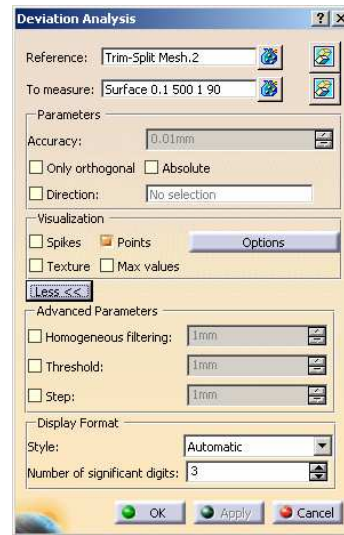 Deviation Analysis
Reference: Trim-Split Mesh.2
To measure: Surface 0.1 500 1 90
Parameters
Accuracy: 0.01mm
Only orthogonal Absolute
Direction: No selection
Visualization
Spikes Points Options
Texture Max values
Less <<
Advanced Parameters
Homogeneous filtering: 1mm
Threshold: 1mm
Step: 1mm
Display Format
Style: Automatic
Number of significant digits: 3
OK Apply Cancel